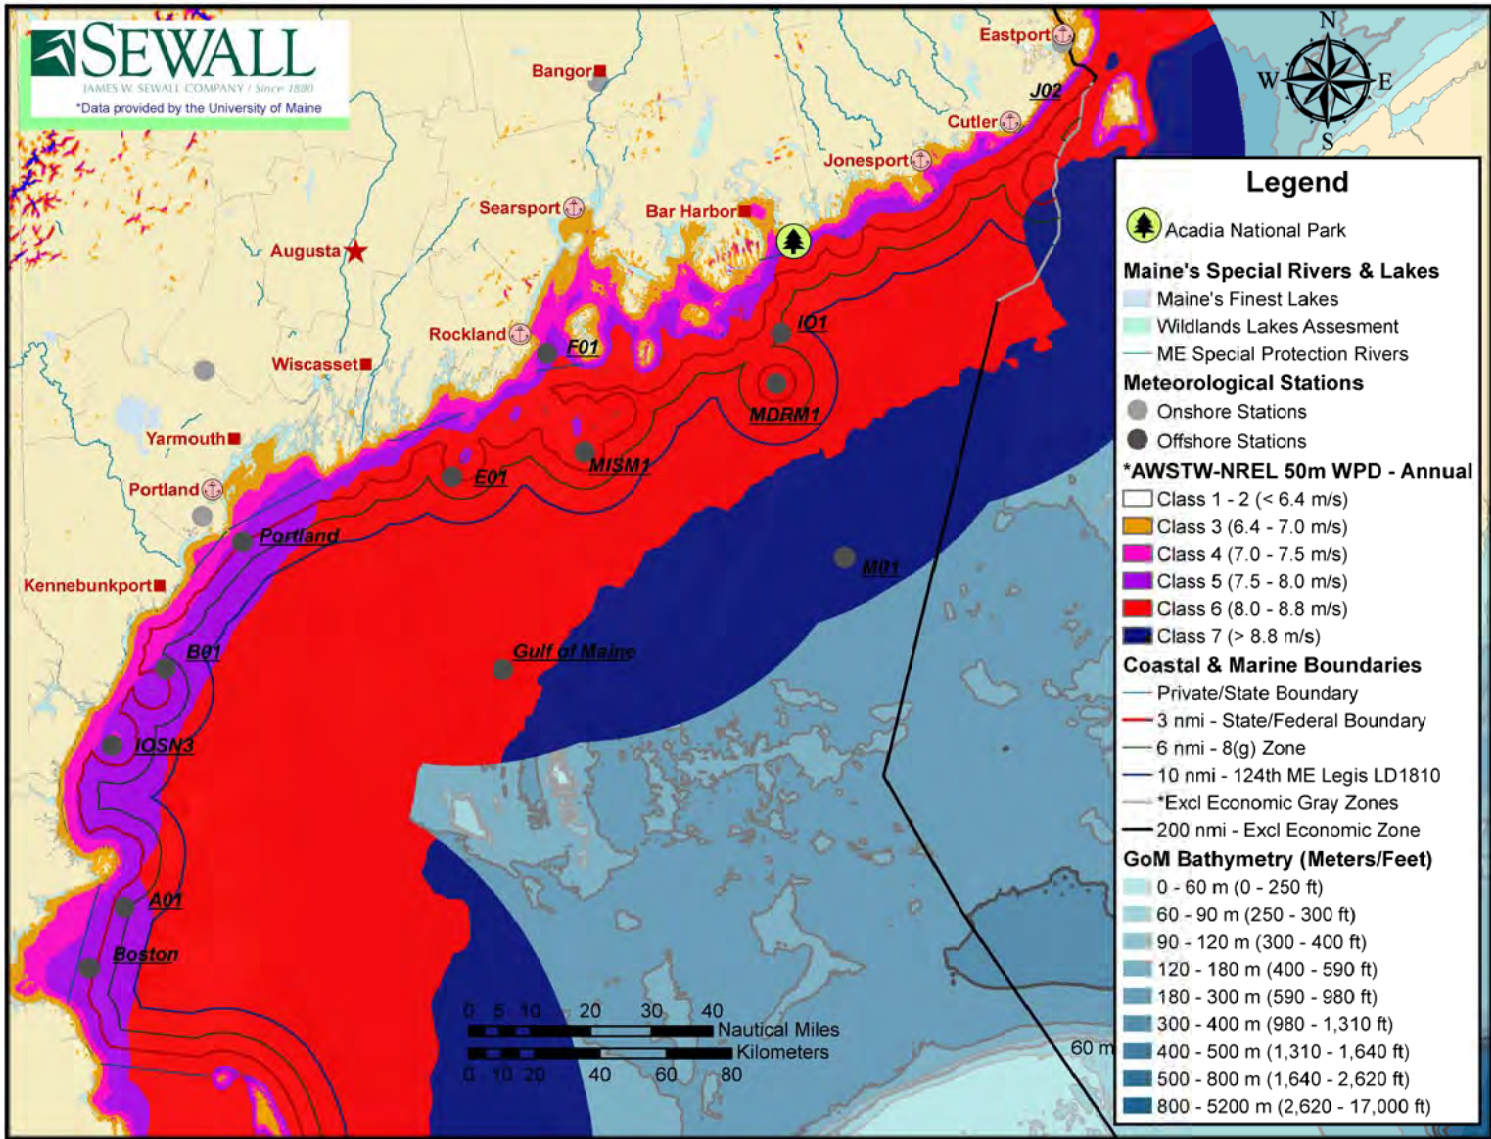 SEWALL
JAMES W. SEWALL COMPANY / Since 1880
*Data provided by the University of Maine
Bangor
Eastport
N
W
E
S
J02
Cutler
Jonesport
Searsport
Bar Harbor
Augusta
Rockland
F01
IO1
Wiscasset
MDRM1
Yarmouth
MISM1
E01
Portland
Portland
M01
Kennebunkport
B01
Gulf of Maine
IOSN3
A01
Boston
0 5 10 20 30 40
Nautical Miles
Kilometers
0 10 20 40 60 80
60 m
Legend
Acadia National Park
Maine's Special Rivers & Lakes
Maine's Finest Lakes
Wildlands Lakes Assesment
ME Special Protection Rivers
Meteorological Stations
Onshore Stations
Offshore Stations
*AWSTW-NREL 50m WPD - Annual
Class 1 - 2 (< 6.4 m/s)
Class 3 (6.4 - 7.0 m/s)
Class 4 (7.0 - 7.5 m/s)
Class 5 (7.5 - 8.0 m/s)
Class 6 (8.0 - 8.8 m/s)
Class 7 (> 8.8 m/s)
Coastal & Marine Boundaries
Private/State Boundary
3 nmi - State/Federal Boundary
6 nmi - 8(g) Zone
10 nmi - 124th ME Legis LD1810
*Excl Economic Gray Zones
200 nmi - Excl Economic Zone
GoM Bathymetry (Meters/Feet)
0 - 60 m (0 - 250 ft)
60 - 90 m (250 - 300 ft)
90 - 120 m (300 - 400 ft)
120 - 180 m (400 - 590 ft)
180 - 300 m (590 - 980 ft)
300 - 400 m (980 - 1,310 ft)
400 - 500 m (1,310 - 1,640 ft)
500 - 800 m (1,640 - 2,620 ft)
800 - 5200 m (2,620 - 17,000 ft)